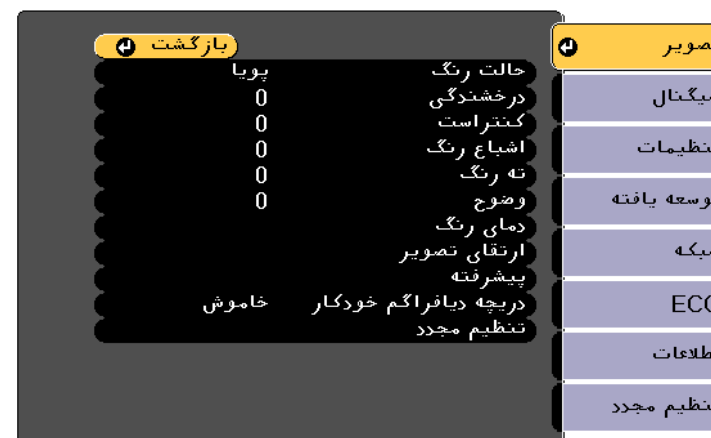 بازگشت
حالت رنگ پویا
درخشندگی 0
کنتراست 0
اشباع رنگ 0
ته رنگ 0
وضوح 0
دمای رنگ
ارتقای تصویر
پیشرفته
دریچه دیافراگم خودکار خاموش
تنظیم مجدد
تصویر
سیگنال
تنظیمات
توسعه یافته
شبکه
ECO
اطلاعات
تنظیم مجدد